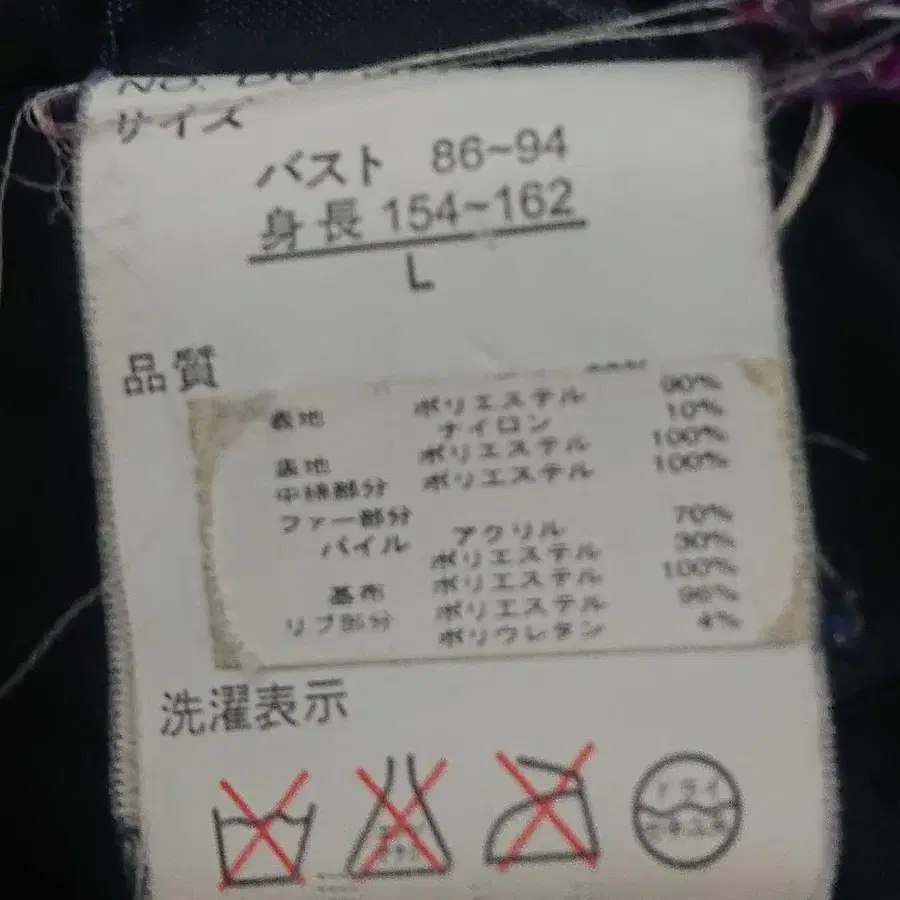 サイズ
バスト 86~94
身長 154~162
L
品質
表地 ポリエステル 90%
ナイロン 10%
裏地 ポリエステル 100%
中綿部分 ポリエステル 100%
ファー部分
パイル アクリル 70%
ポリエステル 30%
基布 ポリエステル 100%
リブ部分 ポリエステル 96%
ポリウレタン 4%
洗濯表示
ドライ
セキユ系